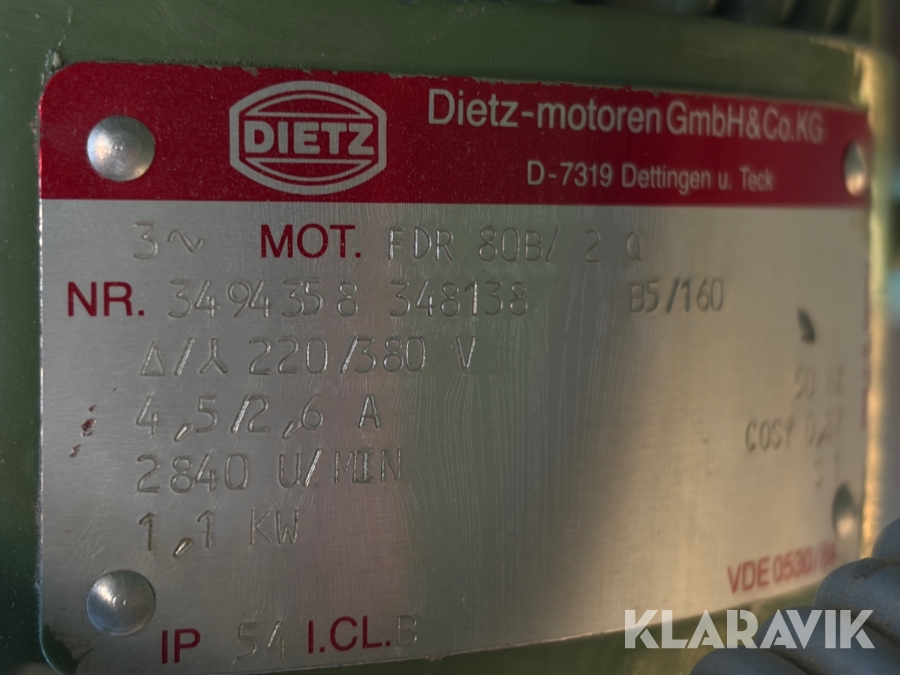 DIETZ
Dietz-motoren GmbH&Co.KG
D-7319 Dettingen u. Teck
3~ MOT. FDR 80B/ 2 Q
NR. 3494358 348138 B5/160
Δ/⅄ 220/380 V
4,5/2,6 A
COSφ
2840 U/MIN
1,1 KW
VDE 0530/
IP 54 I.CL.B
KLARAVIK